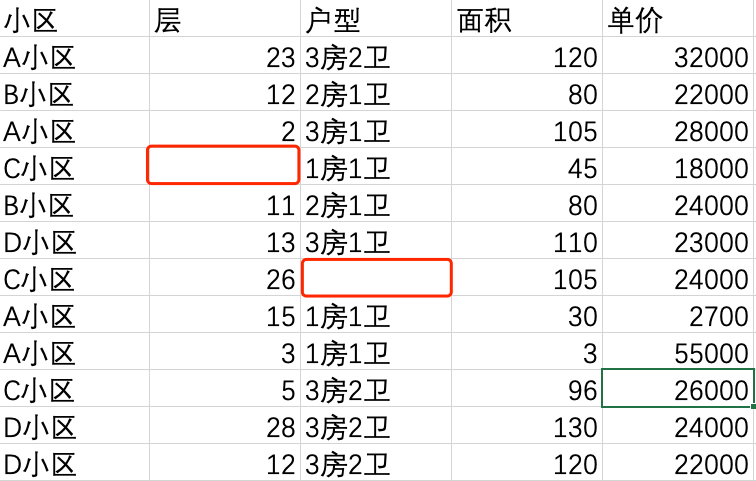 小区 层 户型 面积 单价
A小区 23 3房2卫 120 32000
B小区 12 2房1卫 80 22000
A小区 2 3房1卫 105 28000
C小区 1房1卫 45 18000
B小区 11 2房1卫 80 24000
D小区 13 3房1卫 110 23000
C小区 26 105 24000
A小区 15 1房1卫 30 2700
A小区 3 1房1卫 3 55000
C小区 5 3房2卫 96 26000
D小区 28 3房2卫 130 24000
D小区 12 3房2卫 120 22000